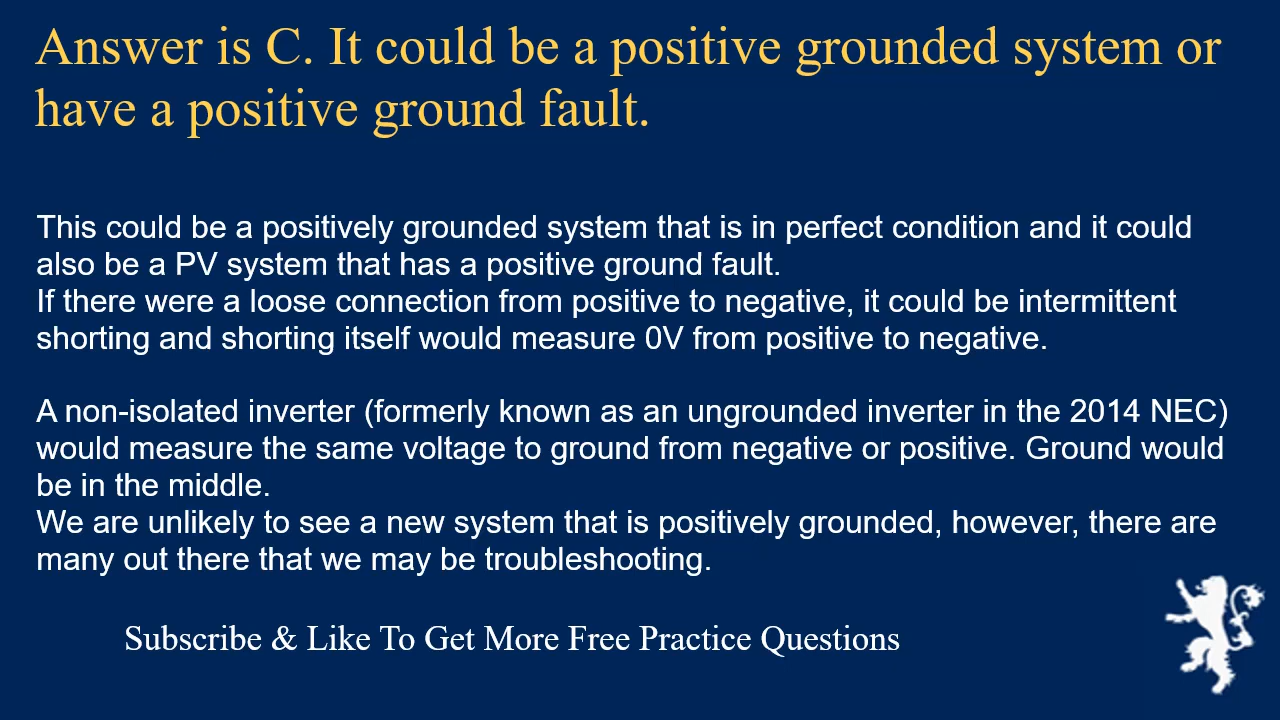 Answer is C. It could be a positive grounded system or
have a positive ground fault.
This could be a positively grounded system that is in perfect condition and it could
also be a PV system that has a positive ground fault.
If there were a loose connection from positive to negative, it could be intermittent
shorting and shorting itself would measure 0V from positive to negative.
A non-isolated inverter (formerly known as an ungrounded inverter in the 2014 NEC)
would measure the same voltage to ground from negative or positive. Ground would
be in the middle.
We are unlikely to see a new system that is positively grounded, however, there are
many out there that we may be troubleshooting.
Subscribe & Like To Get More Free Practice Questions